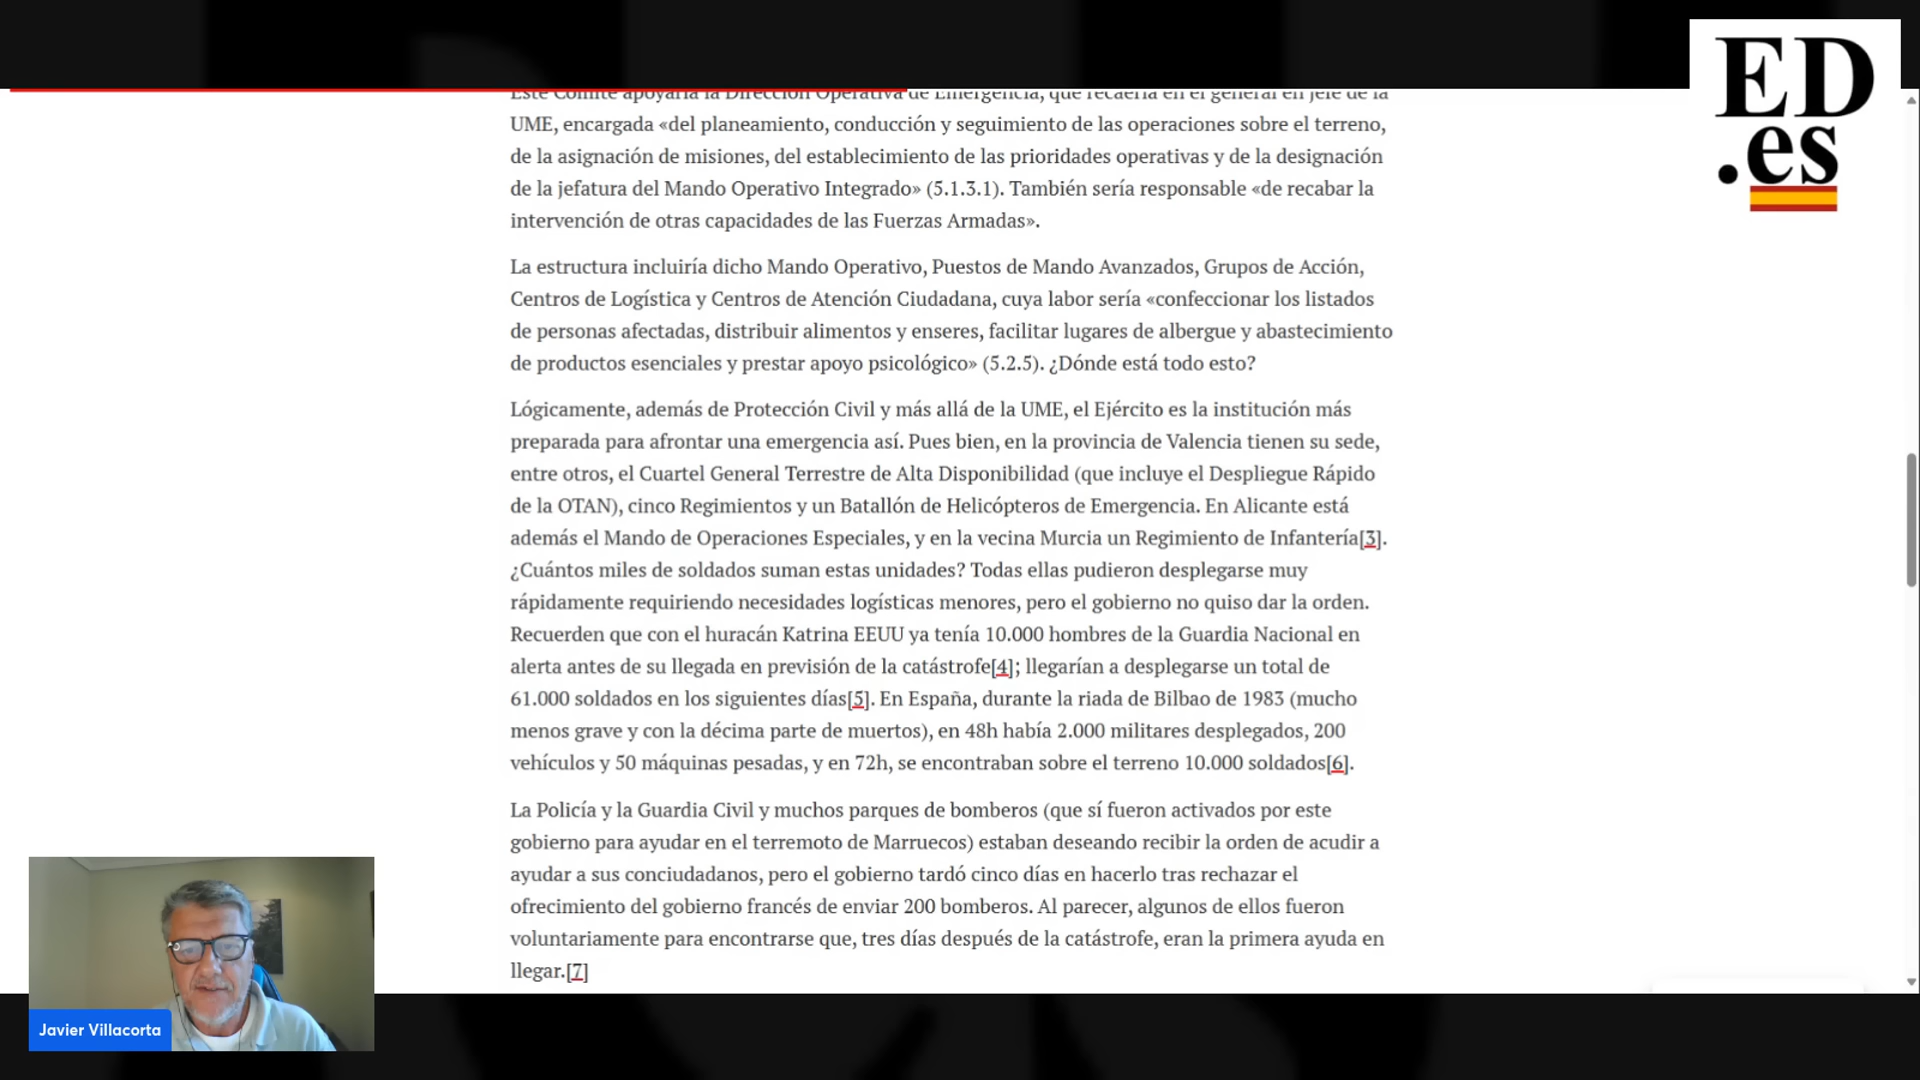 ED
.es
Este Comité apoyaría la Dirección Operativa de Emergencia, que recaería en el general en jefe de la
UME, encargada «del planeamiento, conducción y seguimiento de las operaciones sobre el terreno,
de la asignación de misiones, del establecimiento de las prioridades operativas y de la designación
de la jefatura del Mando Operativo Integrado» (5.1.3.1). También sería responsable «de recabar la
intervención de otras capacidades de las Fuerzas Armadas».
La estructura incluiría dicho Mando Operativo, Puestos de Mando Avanzados, Grupos de Acción,
Centros de Logística y Centros de Atención Ciudadana, cuya labor sería «confeccionar los listados
de personas afectadas, distribuir alimentos y enseres, facilitar lugares de albergue y abastecimiento
de productos esenciales y prestar apoyo psicológico» (5.2.5). ¿Dónde está todo esto?
Lógicamente, además de Protección Civil y más allá de la UME, el Ejército es la institución más
preparada para afrontar una emergencia así. Pues bien, en la provincia de Valencia tienen su sede,
entre otros, el Cuartel General Terrestre de Alta Disponibilidad (que incluye el Despliegue Rápido
de la OTAN), cinco Regimientos y un Batallón de Helicópteros de Emergencia. En Alicante está
además el Mando de Operaciones Especiales, y en la vecina Murcia un Regimiento de Infantería[3].
¿Cuántos miles de soldados suman estas unidades? Todas ellas pudieron desplegarse muy
rápidamente requiriendo necesidades logísticas menores, pero el gobierno no quiso dar la orden.
Recuerden que con el huracán Katrina EEUU ya tenía 10.000 hombres de la Guardia Nacional en
alerta antes de su llegada en previsión de la catástrofe[4]; llegarían a desplegarse un total de
61.000 soldados en los siguientes días[5]. En España, durante la riada de Bilbao de 1983 (mucho
menos grave y con la décima parte de muertos), en 48h había 2.000 militares desplegados, 200
vehículos y 50 máquinas pesadas, y en 72h, se encontraban sobre el terreno 10.000 soldados[6].
La Policía y la Guardia Civil y muchos parques de bomberos (que sí fueron activados por este
gobierno para ayudar en el terremoto de Marruecos) estaban deseando recibir la orden de acudir a
ayudar a sus conciudadanos, pero el gobierno tardó cinco días en hacerlo tras rechazar el
ofrecimiento del gobierno francés de enviar 200 bomberos. Al parecer, algunos de ellos fueron
voluntariamente para encontrarse que, tres días después de la catástrofe, eran la primera ayuda en
llegar.[7]
Javier Villacorta